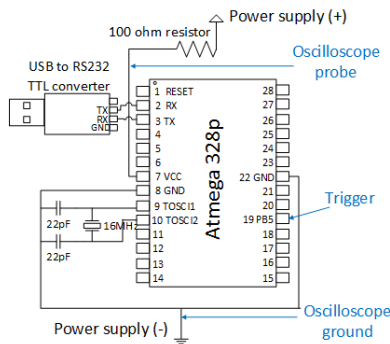 Power supply (+)
100 ohm resistor
USB to RS232
TTL converter
Oscilloscope
probe
TX
RX
GND
1 RESET
2 RX
3 TX
4
5
6
7 VCC
8 GND
9 TOSCI1
10 TOSCI2
11
12
13
14
Atmega 328p
28
27
26
25
24
23
22 GND
21
20
19 PB5
18
17
16
15
Trigger
22pF
16MHz
22pF
Power supply (-)
Oscilloscope
ground